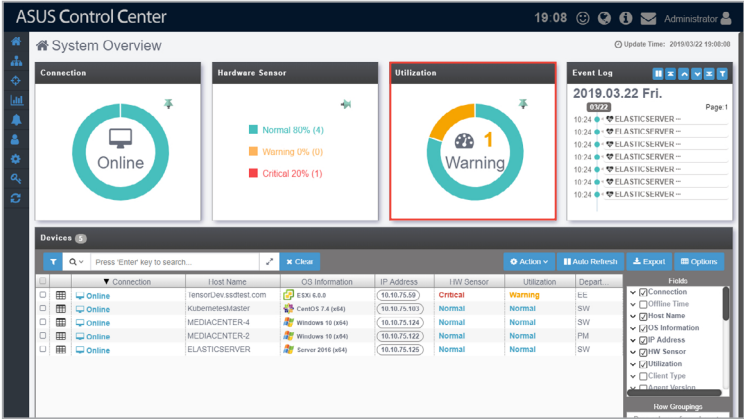 ASUS Control Center
19:08
Administrator
System Overview
Update Time: 2019/03/22 19:08:00
Connection
Online
Hardware Sensor
Normal 80% (4)
Warning 0% (0)
Critical 20% (1)
Utilization
1
Warning
Event Log
2019.03.22 Fri.
03/22
Page:1
10:24 ELASTICSERVER ···
10:24 ELASTICSERVER ···
10:24 ELASTICSERVER ···
10:24 ELASTICSERVER ···
10:24 ELASTICSERVER ···
10:24 ELASTICSERVER ···
10:24 ELASTICSERVER ···
Devices 5
Press 'Enter' key to search...
Clear
Action
Auto Refresh
Export
Options
▼ Connection Host Name OS Information IP Address HW Sensor Utilization Depart...
Online TensorDev.ssdtest.com ESXi 6.0.0 10.10.75.59 Critical Warning EE
Online KubernetesMaster CentOS 7.4 (x64) 10.10.75.103 Normal Normal SW
Online MEDIACENTER-4 Windows 10 (x64) 10.10.75.124 Normal Normal SW
Online MEDIACENTER-2 Windows 10 (x64) 10.10.75.122 Normal Normal PM
Online ELASTICSERVER Server 2016 (x64) 10.10.75.125 Normal Normal SW
Fields
Connection
Offline Time
Host Name
OS Information
IP Address
HW Sensor
Utilization
Client Type
Agent Version
Row Groupings